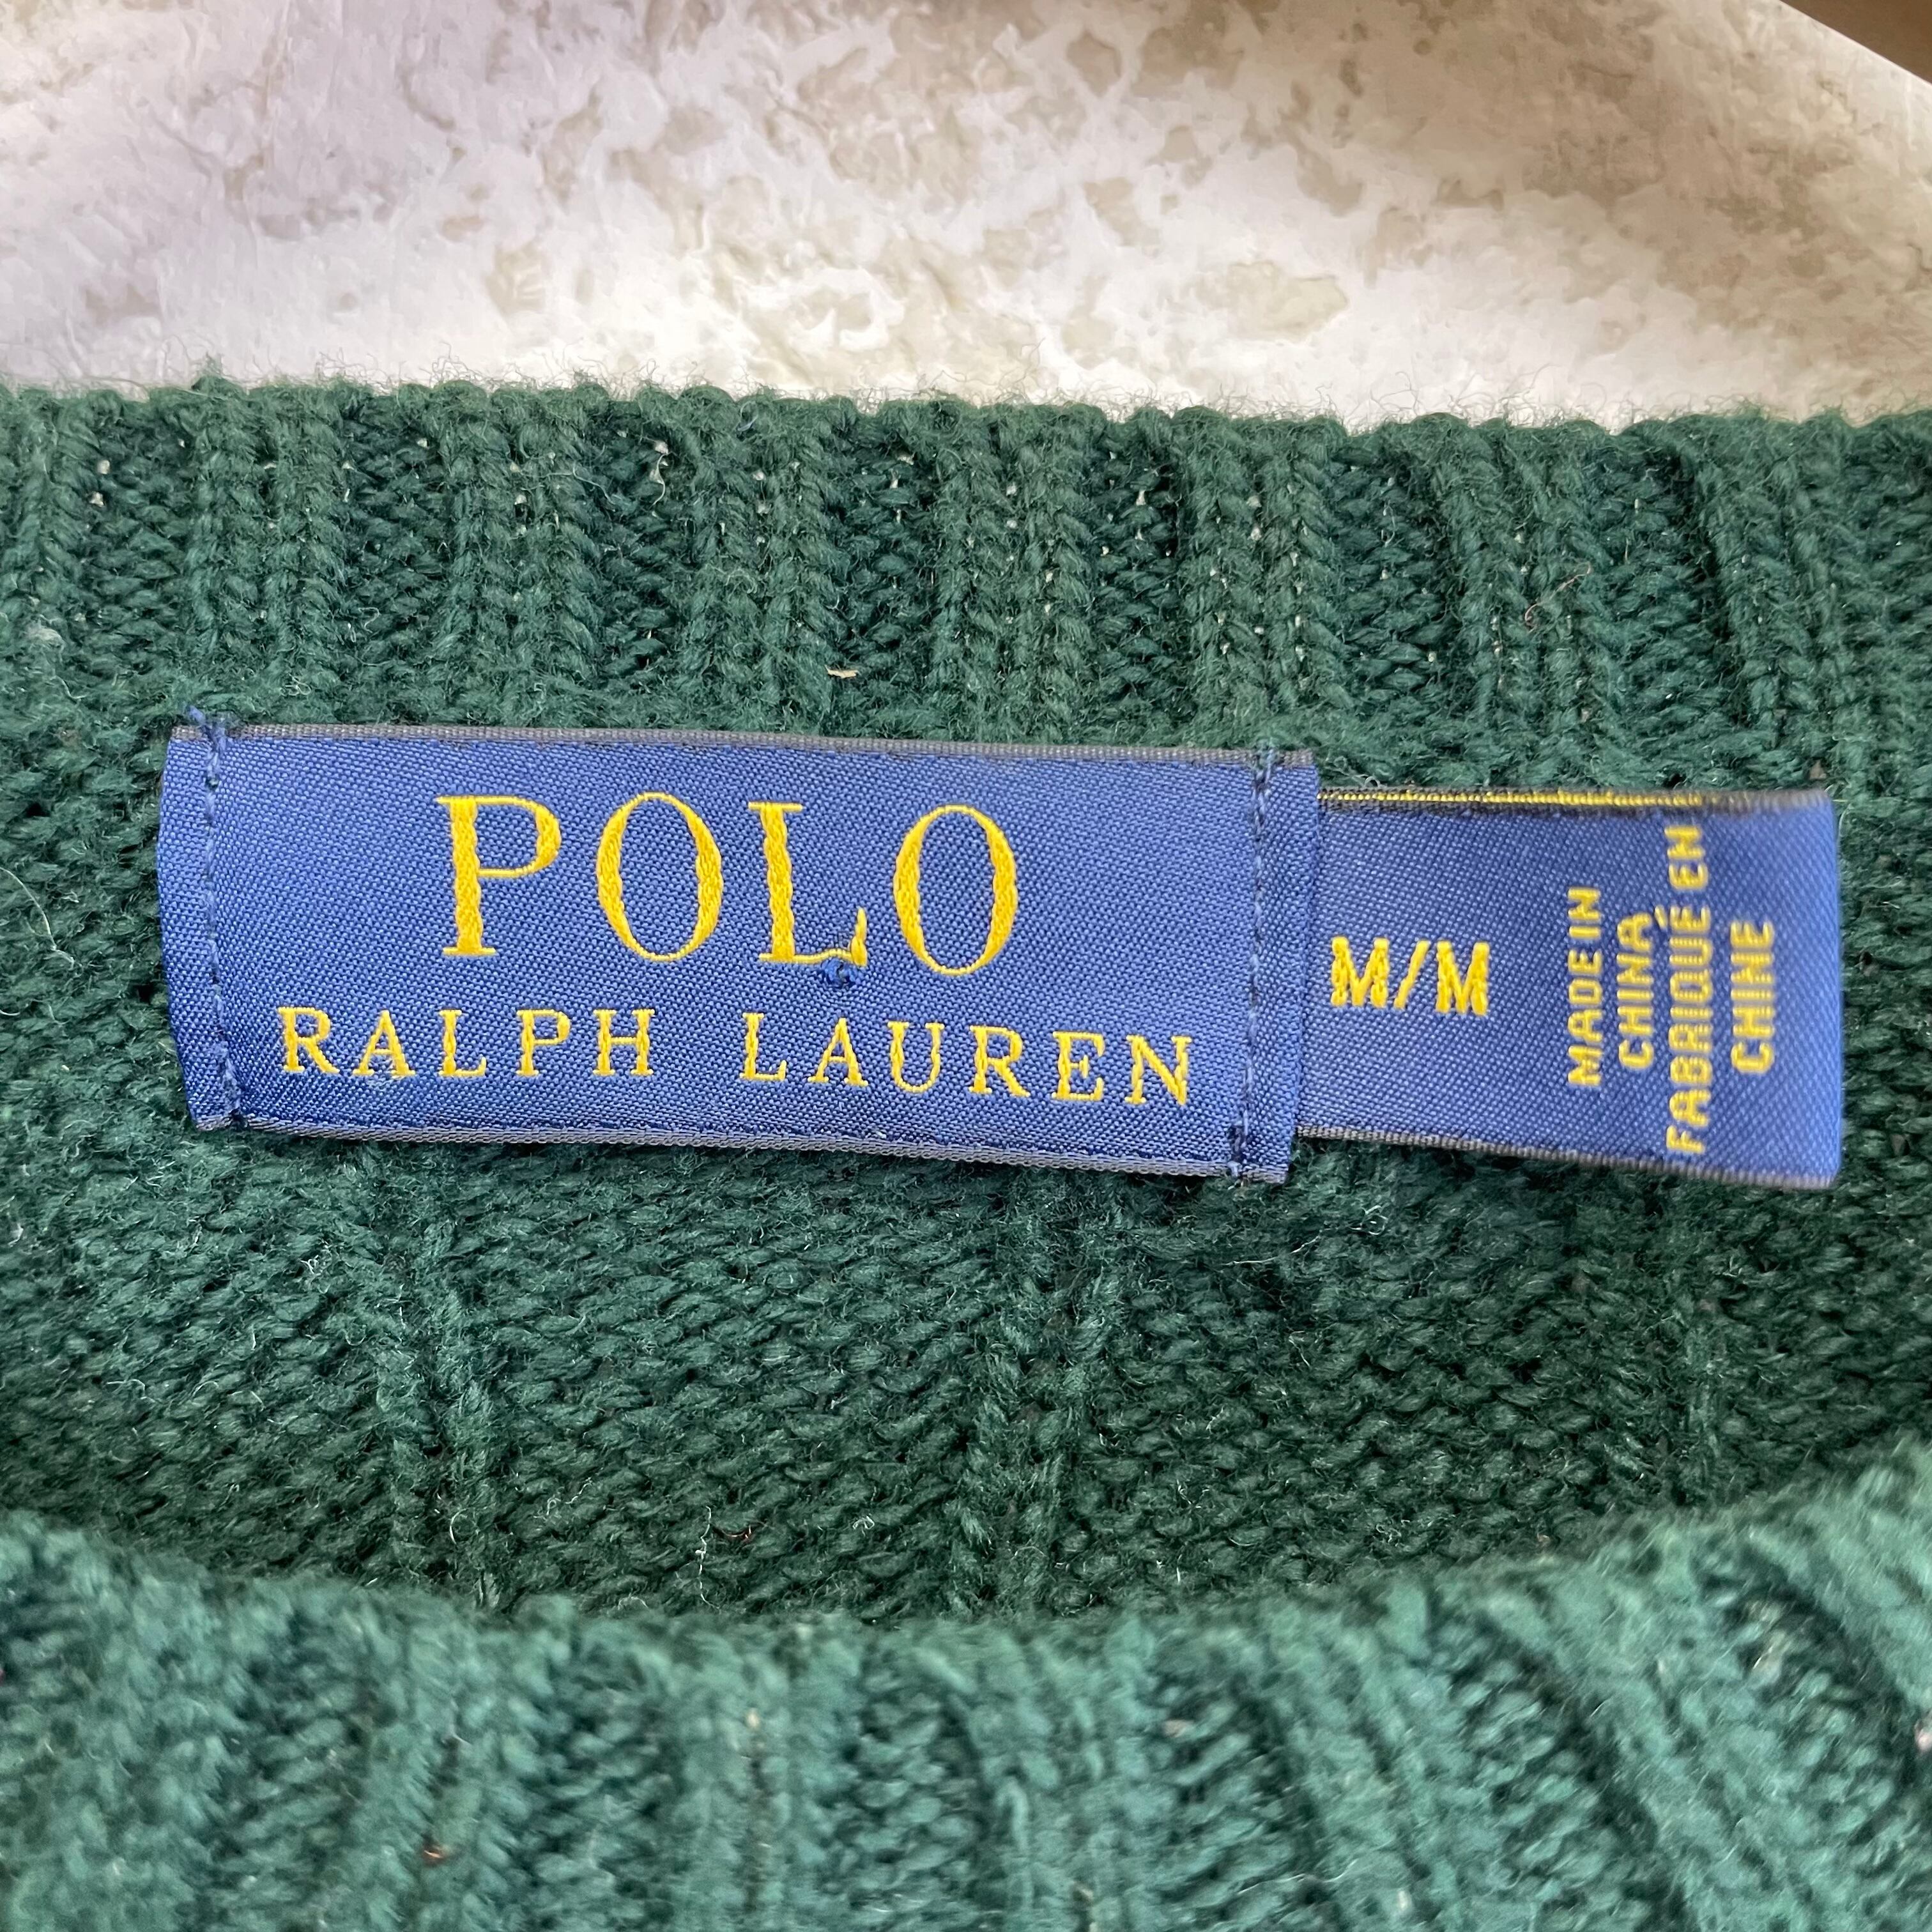 POLO
RALPH LAUREN
M/M
MADE IN
CHINA
FABRIQUÉ EN
CHINE